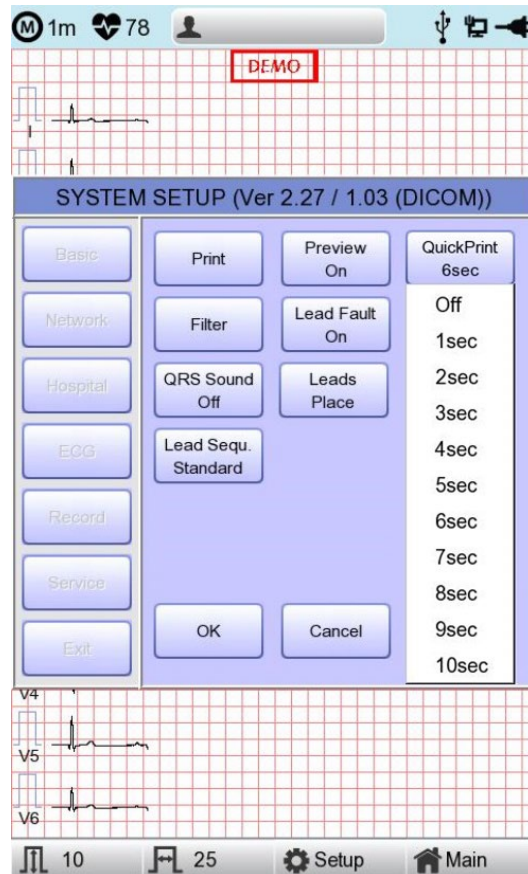 M 1m 78
DEMO
I
SYSTEM SETUP (Ver 2.27 / 1.03 (DICOM))
Basic
Print
Preview
On
QuickPrint
6sec
Network
Filter
Lead Fault
On
Off
1sec
Hospital
QRS Sound
Off
Leads
Place
2sec
3sec
ECG
Lead Sequ.
Standard
4sec
5sec
Record
6sec
7sec
Service
8sec
Exit
OK
Cancel
9sec
10sec
V4
V5
V6
10 25 Setup Main